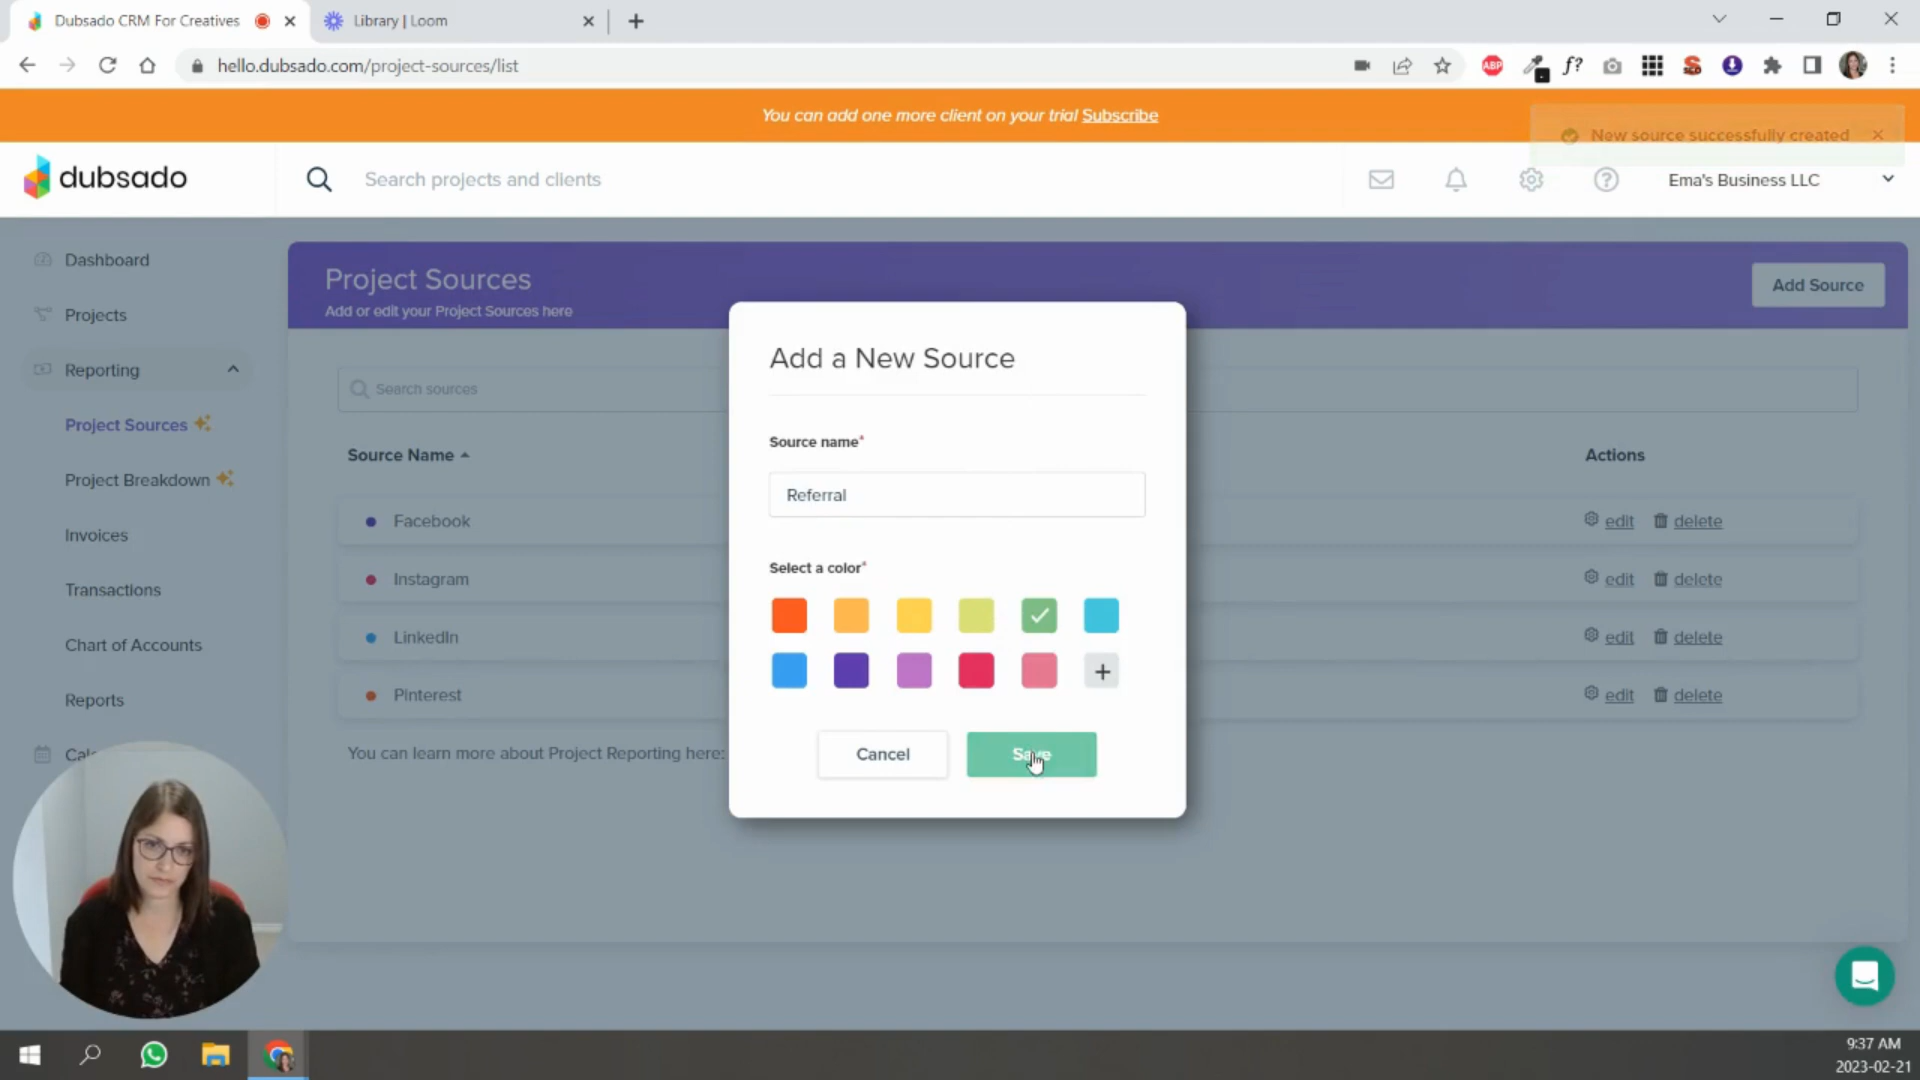 Dubsado CRM For Creatives
Library | Loom
hello.dubsado.com/project-sources/list
ABP
f?
You can add one more client on your trial Subscribe
New source successfully created
dubsado
Search projects and clients
Ema's Business LLC
Dashboard
Projects
Reporting
Project Sources
Project Breakdown
Invoices
Transactions
Chart of Accounts
Reports
Project Sources
Add or edit your Project Sources here
Add Source
Search sources
Source Name
Actions
Facebook
edit
delete
Instagram
edit
delete
LinkedIn
edit
delete
Pinterest
edit
delete
You can learn more about Project Reporting here:
Add a New Source
Source name*
Referral
Select a color*
Cancel
Save
9:37 AM
2023-02-21